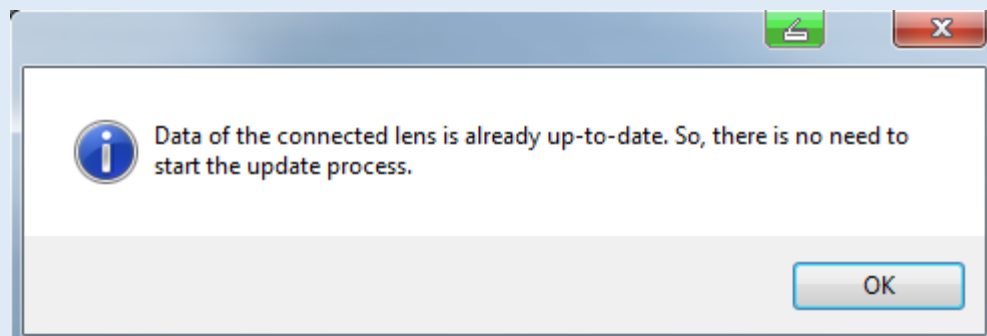 Data of the connected lens is already up-to-date. So, there is no need to
start the update process.
OK